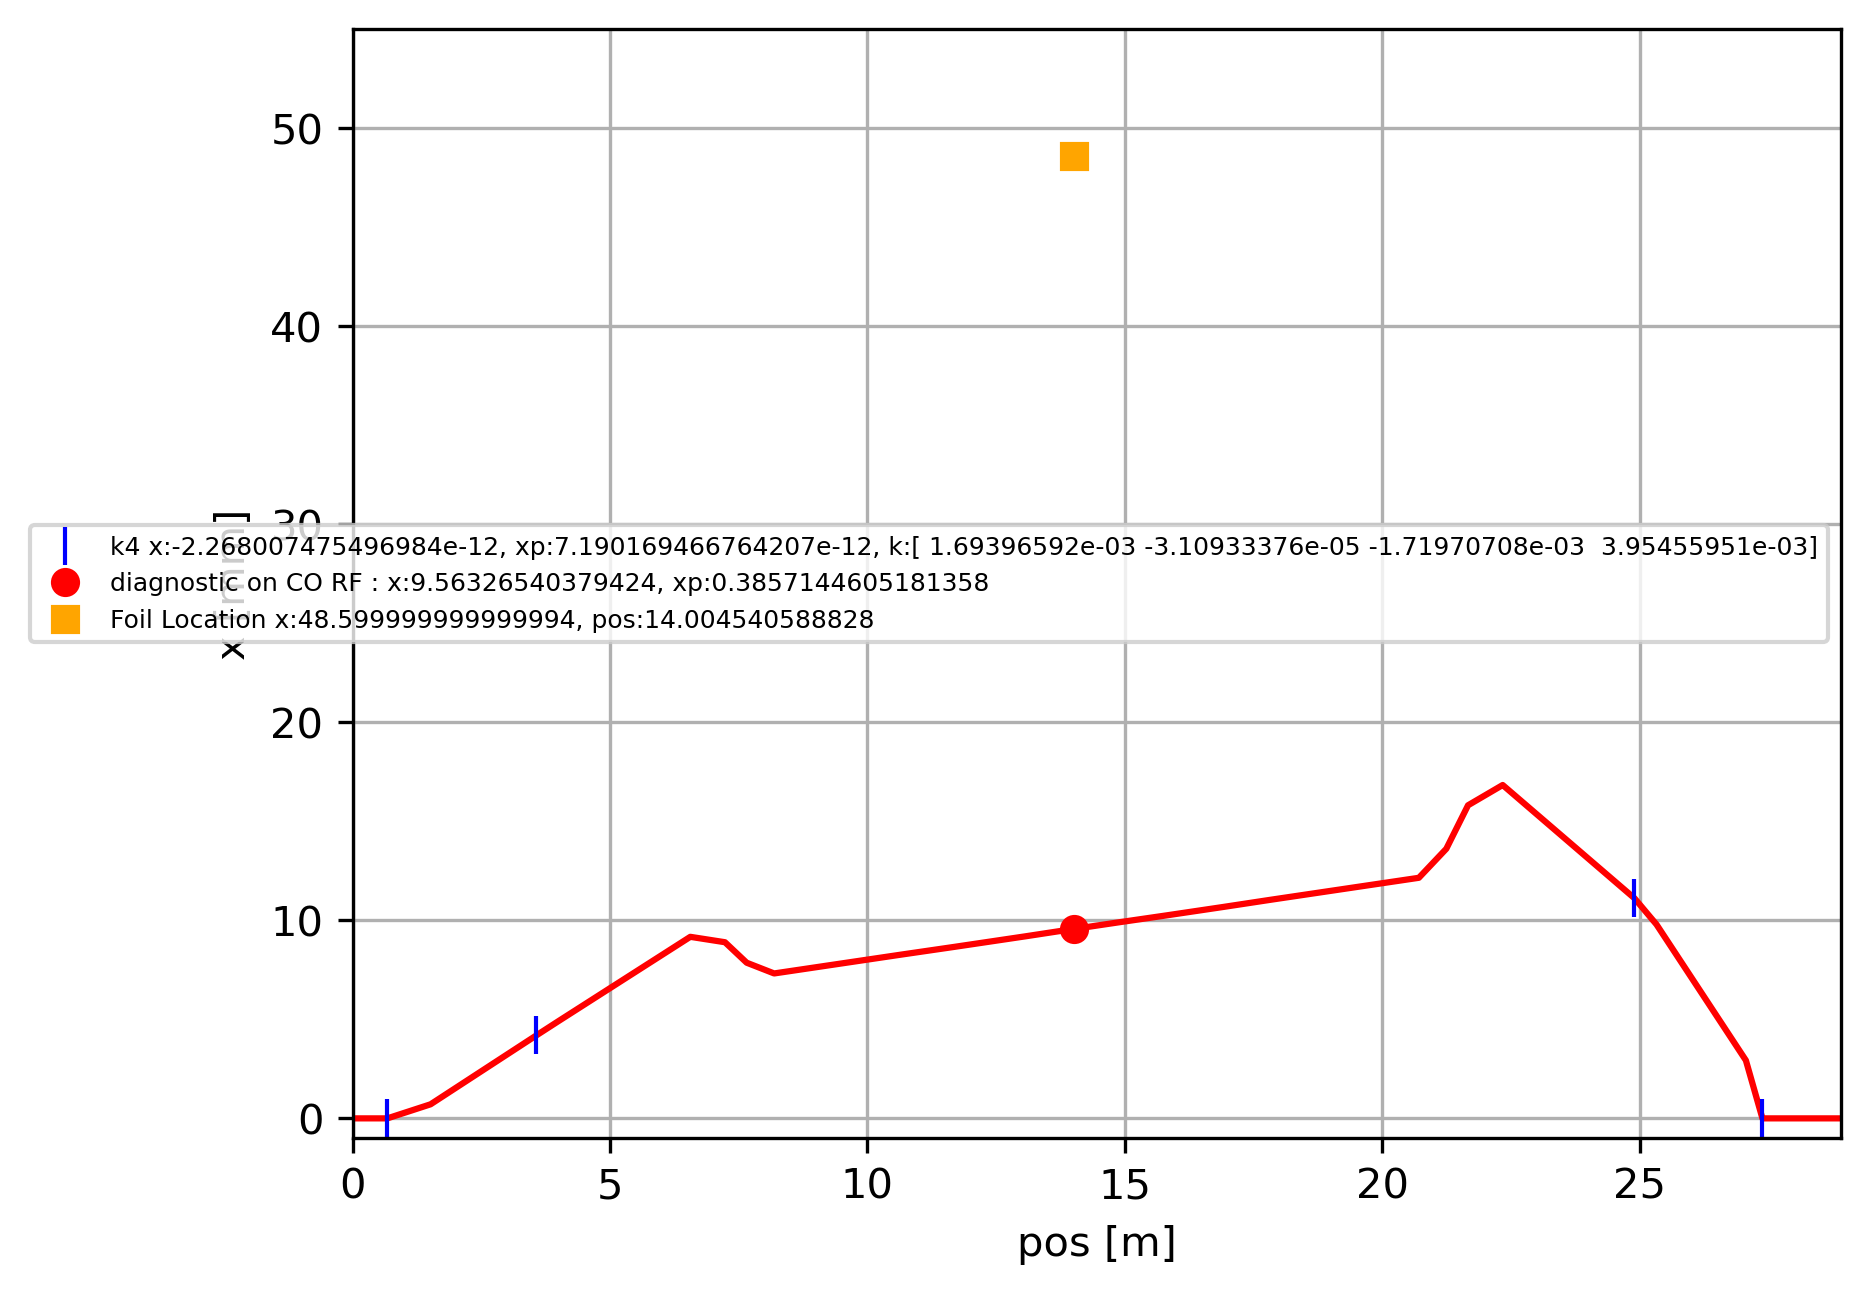 50
40
30
x [mm]
k4 x:-2.268007475496984e-12, xp:7.190169466764207e-12, k:[ 1.69396592e-03 -3.10933376e-05 -1.71970708e-03  3.95455951e-03]
diagnostic on CO RF : x:9.56326540379424, xp:0.3857144605181358
Foil Location x:48.599999999999994, pos:14.004540588828
20
10
0
0 5 10 15 20 25
pos [m]